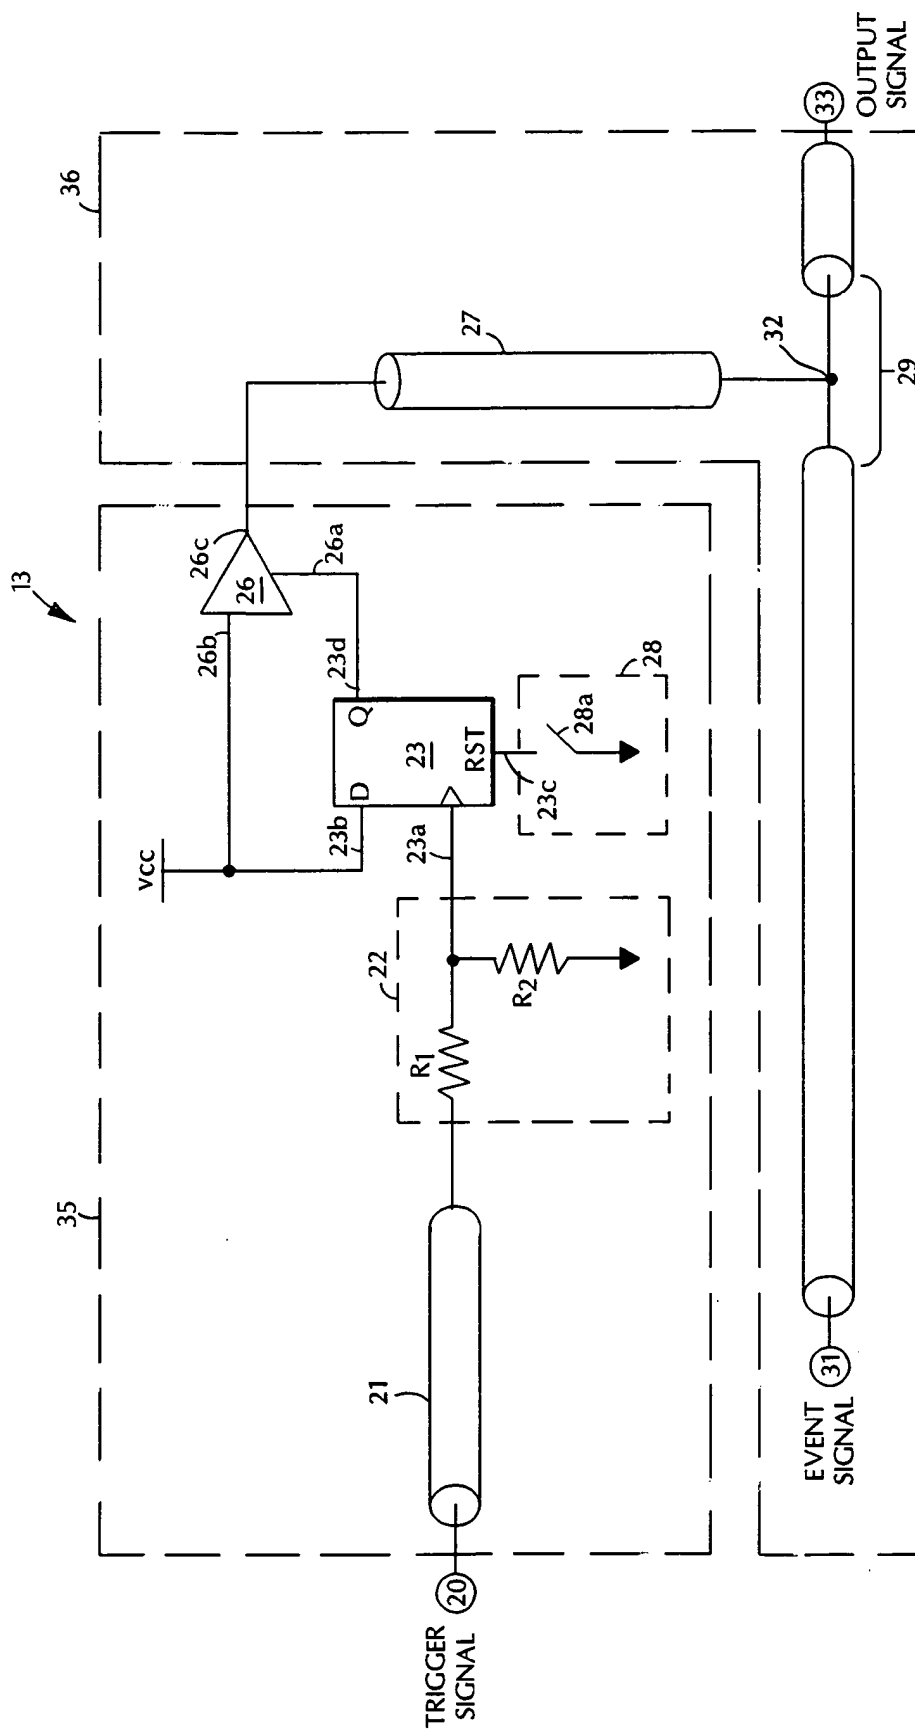 13
35
36
VCC
26b
26c
26
26a
23b
23d
D
Q
23
RST
23a
23c
28
28a
22
R1
R2
21
27
32
29
20
TRIGGER
SIGNAL
31
EVENT
SIGNAL
33
OUTPUT
SIGNAL